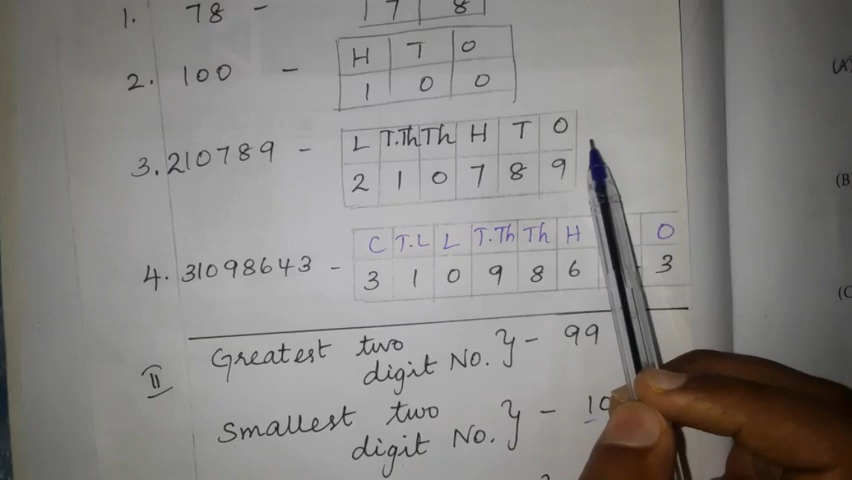 1. 78 - 7 8
H T O
2. 100 - 1 0 0
L T.Th Th H T O
3. 210789 - 2 1 0 7 8 9
C T.L L T.Th Th H O
4. 31098643 - 3 1 0 9 8 6 3
II Greatest two
digit No. } - 99
Smallest two
digit No. } - 10
(A)
(B
(C